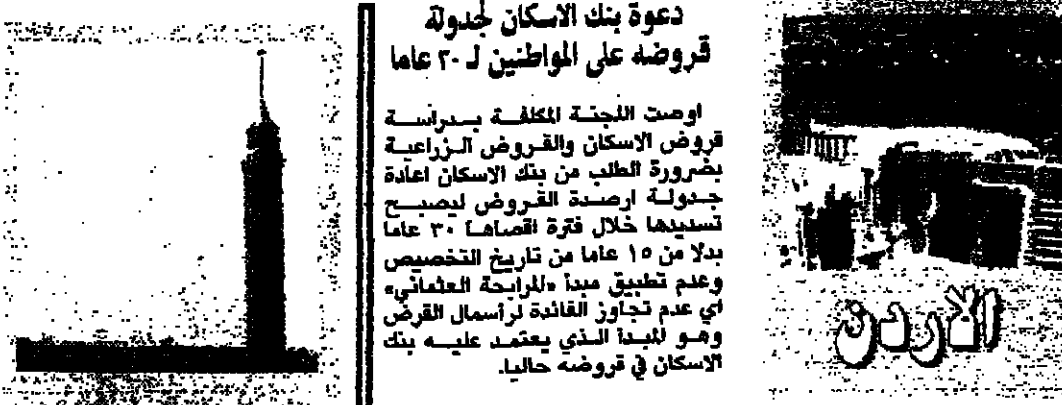 دعوة بنك الاسكان لجدولة
قروضه على المواطنين لـ ٣٠ عاما
اوصت اللجنة المكلفة بدراسة
قروض الاسكان والقروض الزراعية
بضرورة الطلب من بنك الاسكان اعادة
جدولة ارصدة القروض ليصبح
تسديدها خلال فترة اقصاها ٣٠ عاما
بدلا من ١٥ عاما من تاريخ التخصيص
وعدم تطبيق مبدا «المرابحة العثماني»
اي عدم تجاوز الفائدة لرأسمال القرض
وهو المبدا الذي يعتمد عليه بنك
الاسكان في قروضه حاليا.
الاردن